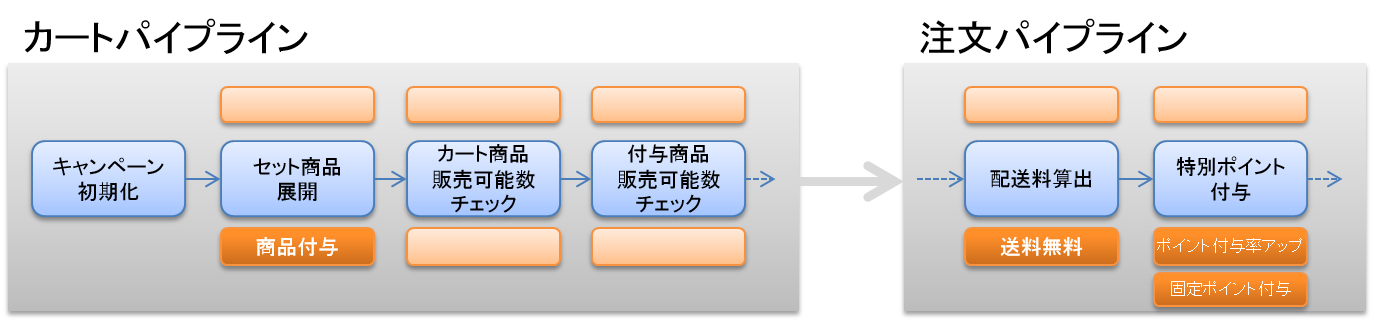 カートパイプライン
注文パイプライン
キャンペーン
初期化
セット商品
展開
カート商品
販売可能数
チェック
付与商品
販売可能数
チェック
配送料算出
特別ポイント
付与
商品付与
送料無料
ポイント付与率アップ
固定ポイント付与